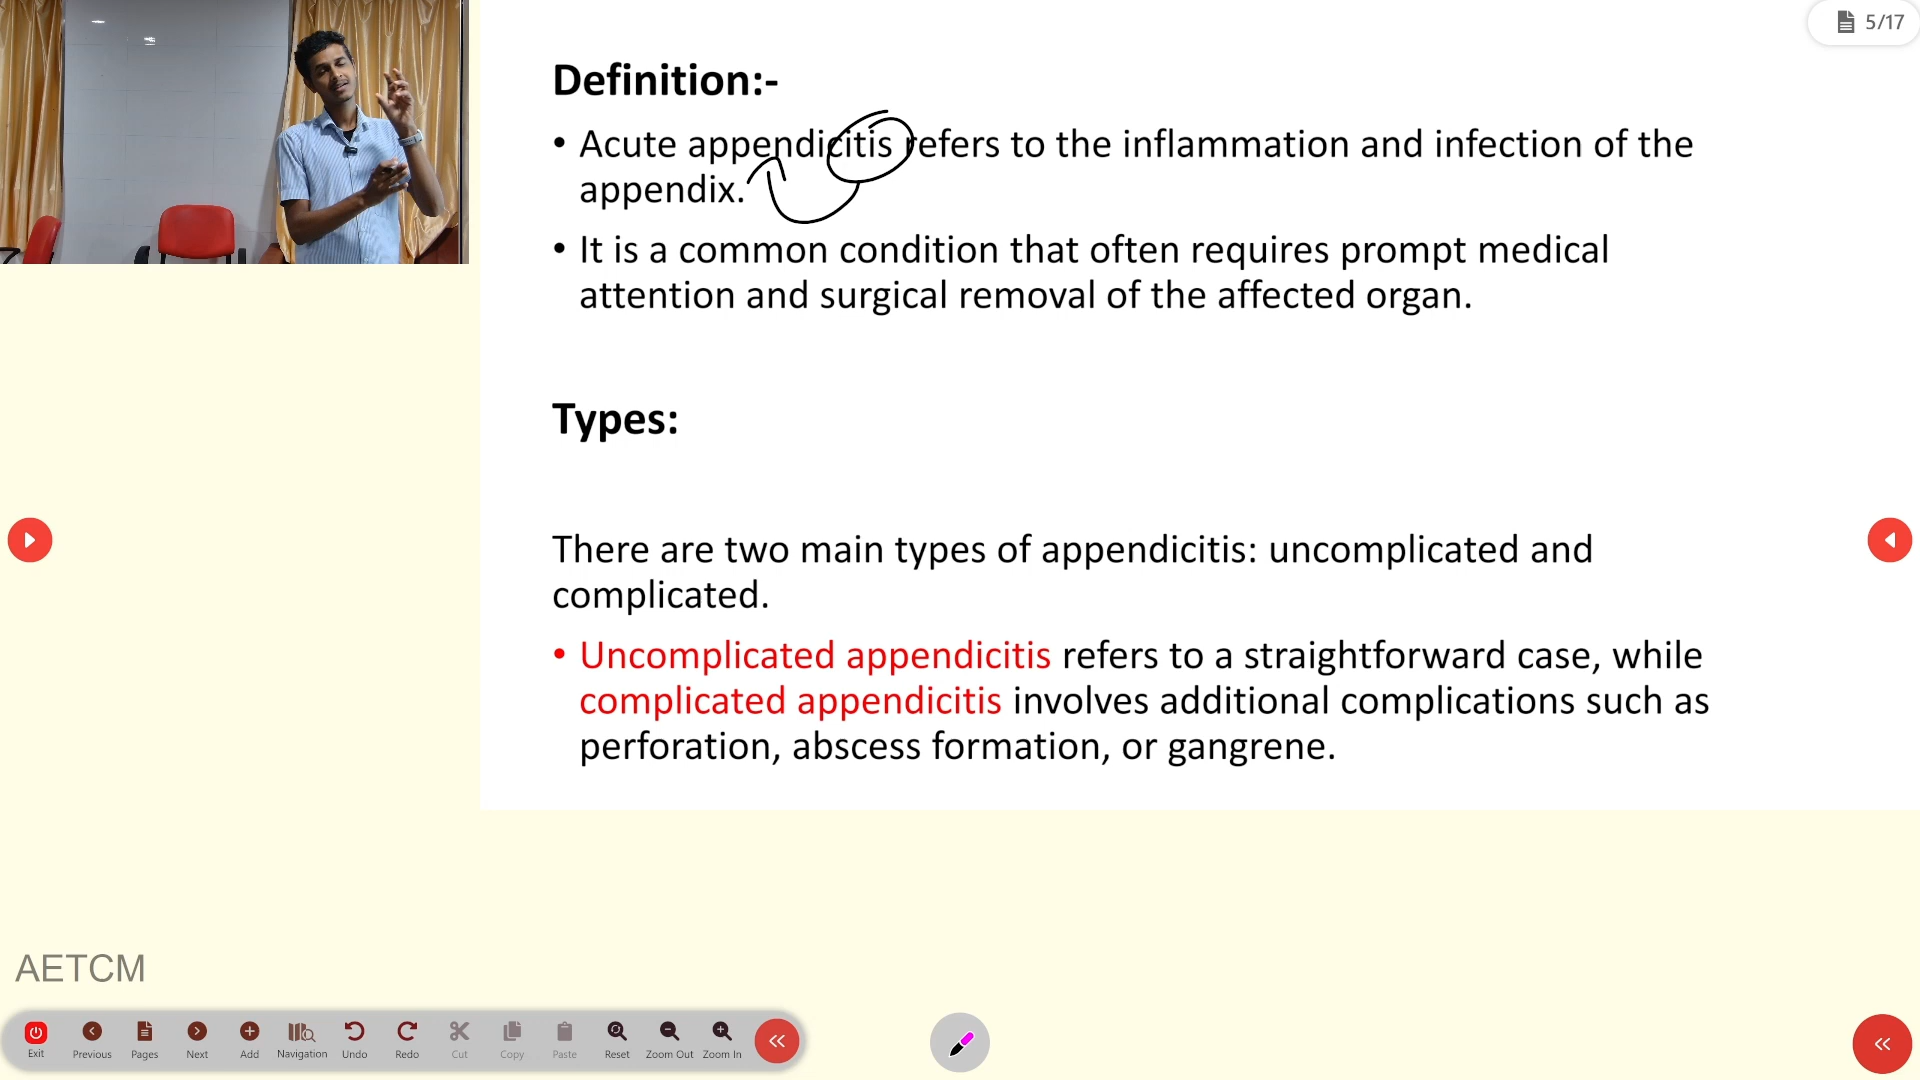 5/17
Definition:-
• Acute appendicitis refers to the inflammation and infection of the
appendix.
• It is a common condition that often requires prompt medical
attention and surgical removal of the affected organ.
Types:
There are two main types of appendicitis: uncomplicated and
complicated.
• Uncomplicated appendicitis refers to a straightforward case, while
complicated appendicitis involves additional complications such as
perforation, abscess formation, or gangrene.
AETCM
Exit Previous Pages Next Add Navigation Undo Redo Cut Copy Paste Reset Zoom Out Zoom In